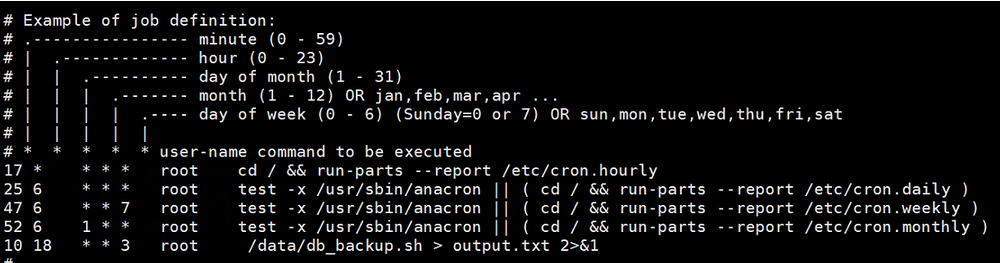 # Example of job definition:
# .---------------- minute (0 - 59)
# |  .------------- hour (0 - 23)
# |  |  .---------- day of month (1 - 31)
# |  |  |  .------- month (1 - 12) OR jan,feb,mar,apr ...
# |  |  |  |  .---- day of week (0 - 6) (Sunday=0 or 7) OR sun,mon,tue,wed,thu,fri,sat
# |  |  |  |  |
# *  *  *  *  * user-name command to be executed
17 *    * * *   root    cd / && run-parts --report /etc/cron.hourly
25 6    * * *   root    test -x /usr/sbin/anacron || ( cd / && run-parts --report /etc/cron.daily )
47 6    * * 7   root    test -x /usr/sbin/anacron || ( cd / && run-parts --report /etc/cron.weekly )
52 6    1 * *   root    test -x /usr/sbin/anacron || ( cd / && run-parts --report /etc/cron.monthly )
10 18   * * 3   root     /data/db_backup.sh > output.txt 2>&1
#